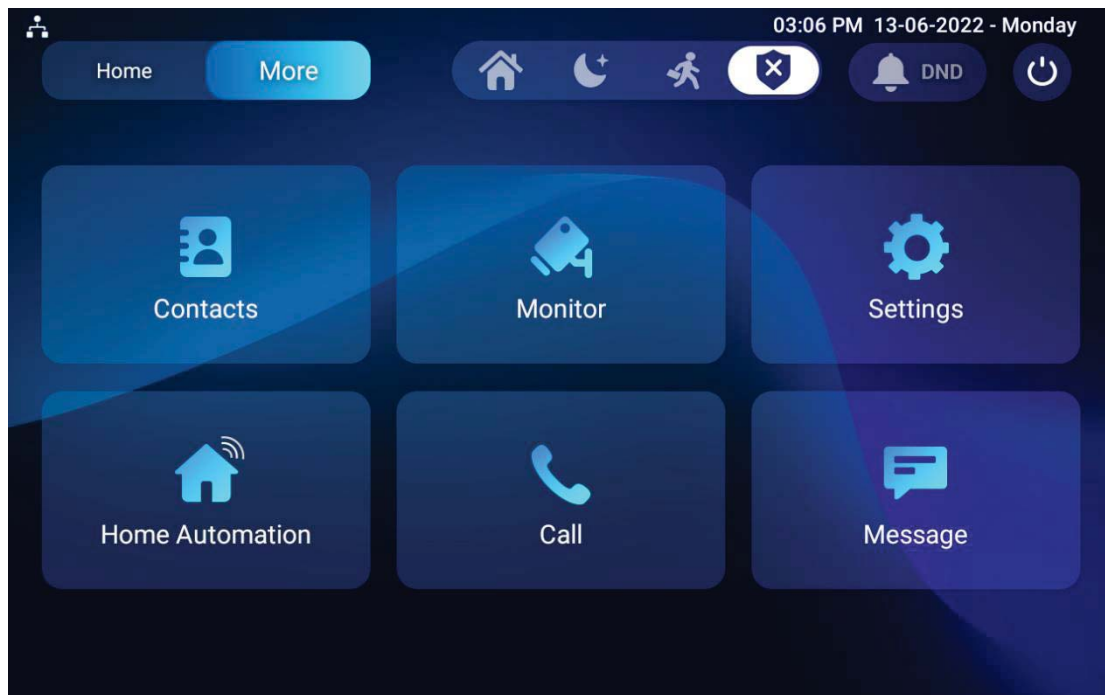 03:06 PM 13-06-2022 - Monday
Home More DND
Contacts Monitor Settings
Home Automation Call Message